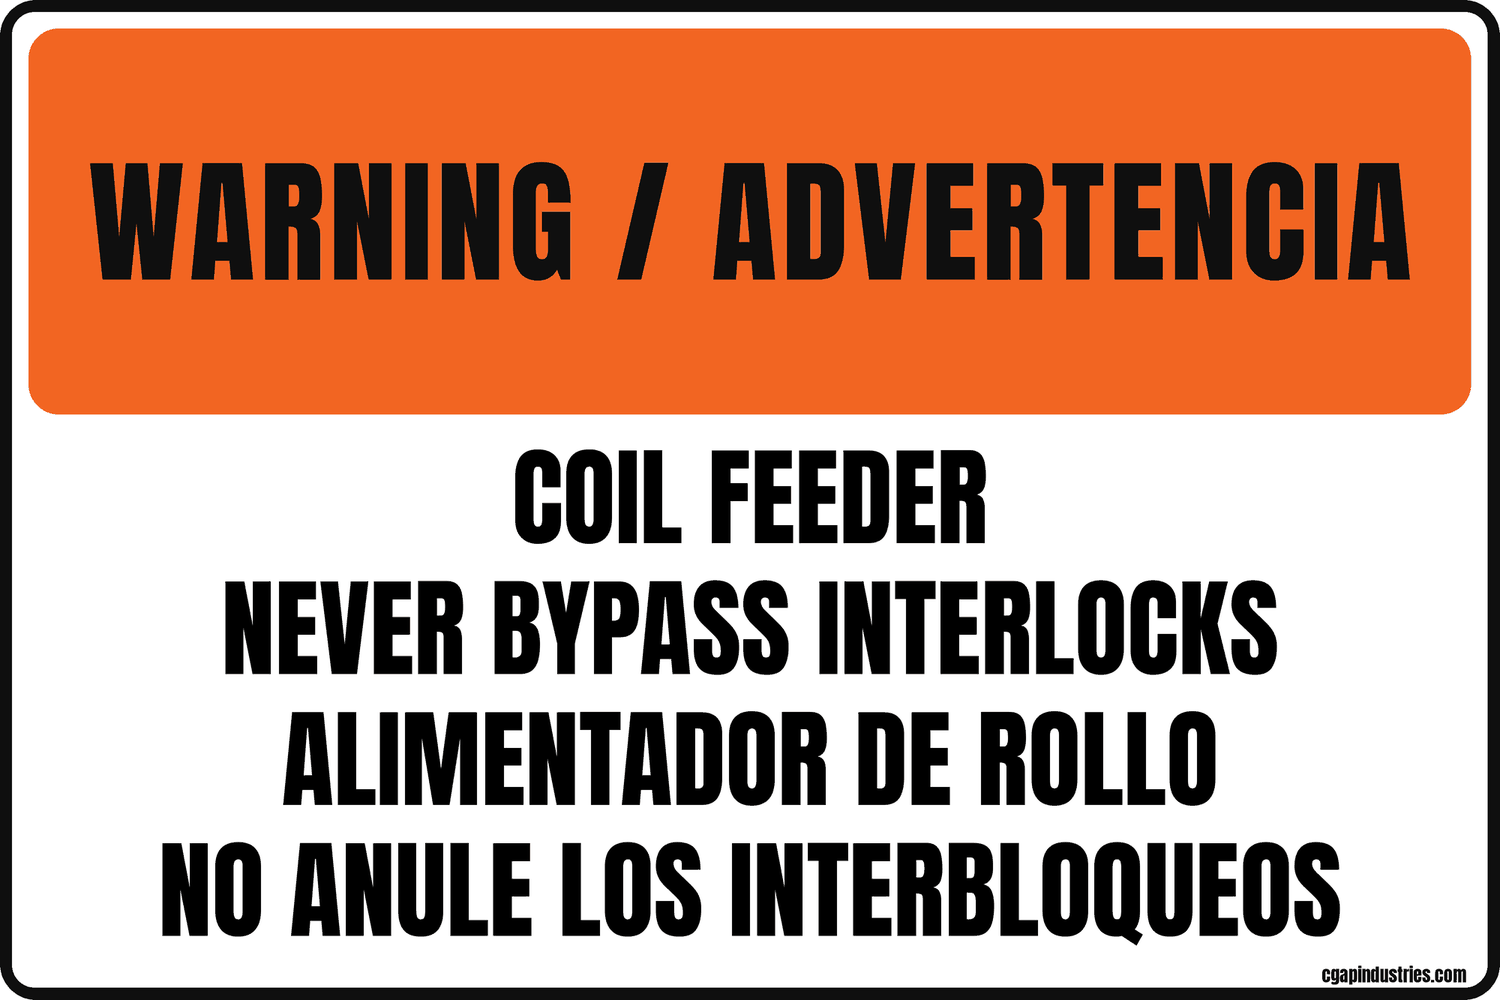 WARNING / ADVERTENCIA
COIL FEEDER
NEVER BYPASS INTERLOCKS
ALIMENTADOR DE ROLLO
NO ANULE LOS INTERBLOQUEOS
cgapindustries.com